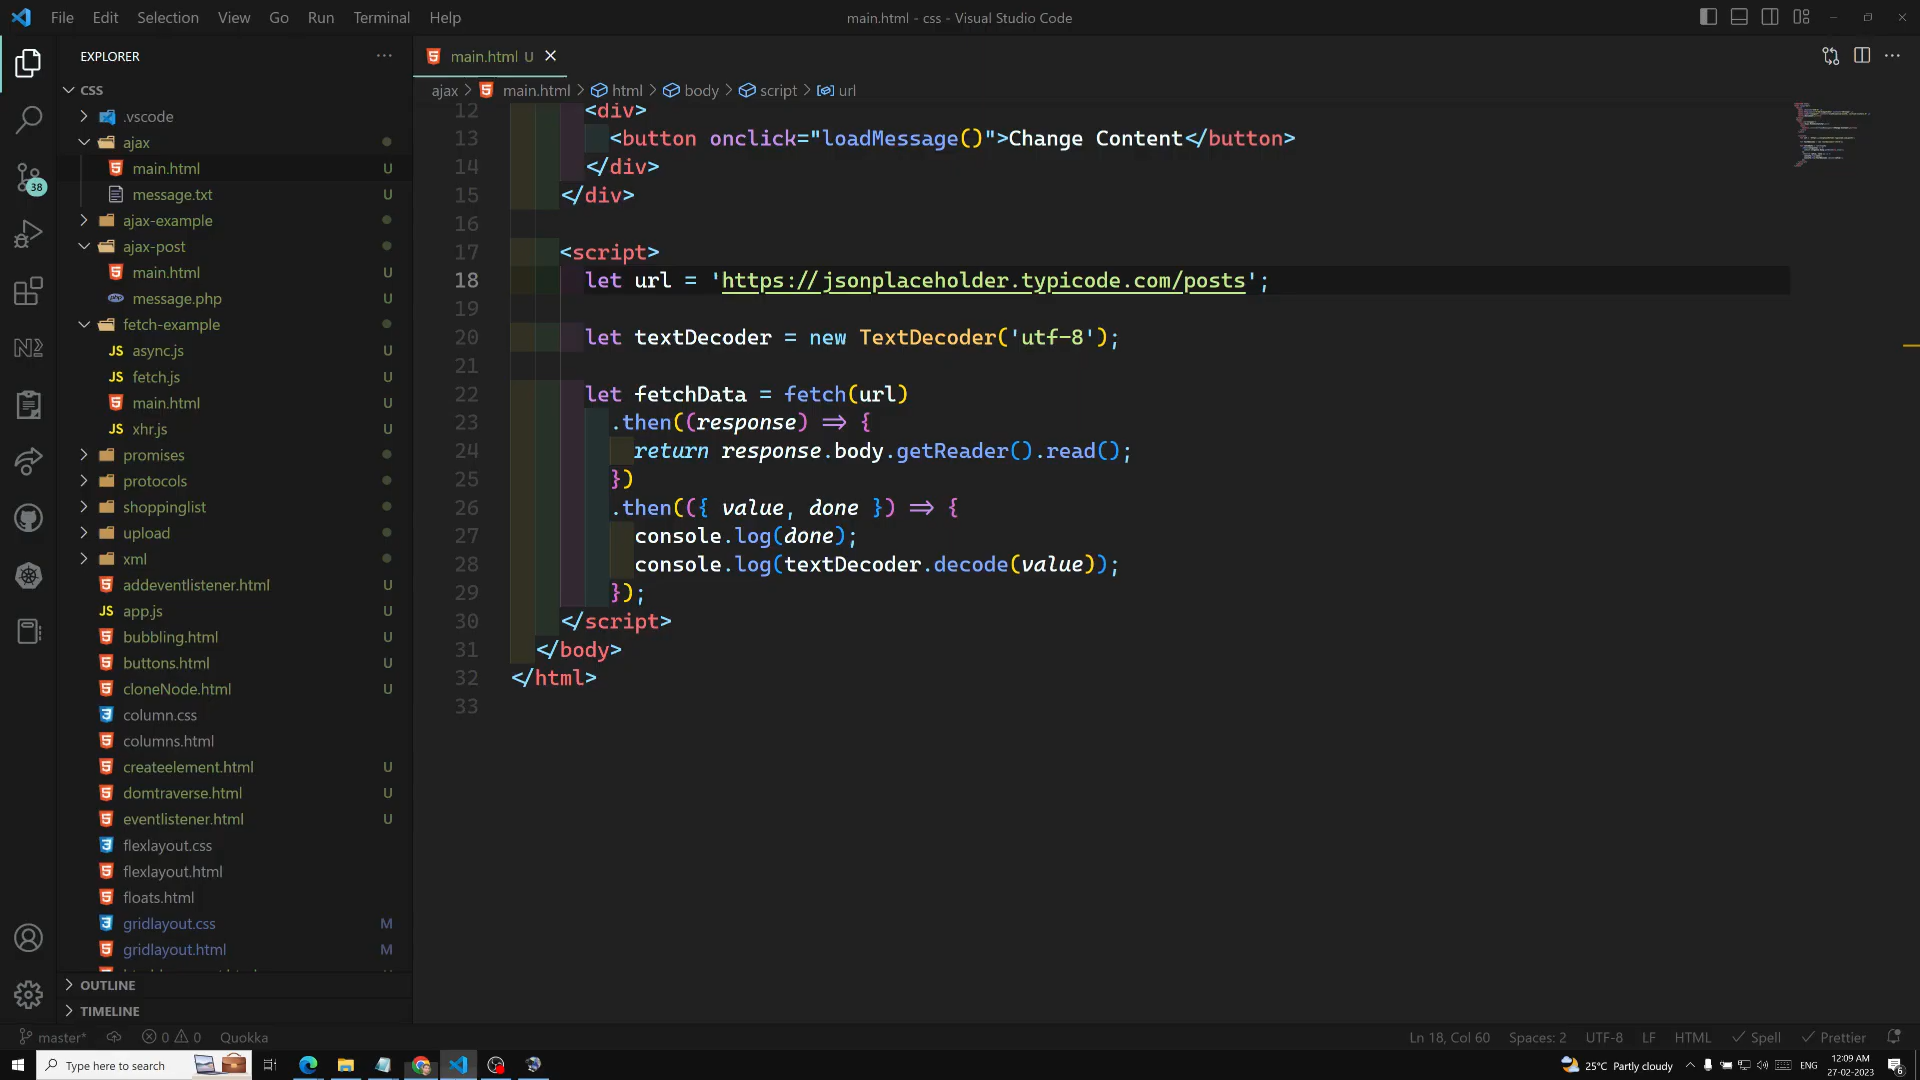 File Edit Selection View Go Run Terminal Help
main.html - css - Visual Studio Code
EXPLORER
CSS
.vscode
ajax
main.html U
message.txt U
ajax-example
ajax-post
main.html U
message.php U
fetch-example
JS async.js U
JS fetch.js U
main.html U
JS xhr.js U
promises
protocols
shoppinglist
upload
xml
addeventlistener.html U
JS app.js U
bubbling.html U
buttons.html U
cloneNode.html U
column.css
columns.html
createelement.html U
domtraverse.html U
eventlistener.html U
flexlayout.css
flexlayout.html
floats.html
gridlayout.css M
gridlayout.html M
OUTLINE
TIMELINE
38
main.html U
ajax > main.html > html > body > script > url
12 <div>
13 <button onclick="loadMessage()">Change Content</button>
14 </div>
15 </div>
16
17 <script>
18 let url = 'https://jsonplaceholder.typicode.com/posts';
19
20 let textDecoder = new TextDecoder('utf-8');
21
22 let fetchData = fetch(url)
23 .then((response) => {
24 return response.body.getReader().read();
25 })
26 .then(({ value, done }) => {
27 console.log(done);
28 console.log(textDecoder.decode(value));
29 });
30 </script>
31 </body>
32 </html>
33
master* 0 0 Quokka
Ln 18, Col 60 Spaces: 2 UTF-8 LF HTML Spell Prettier
Type here to search
25°C Partly cloudy ENG
12:09 AM
27-02-2023
6